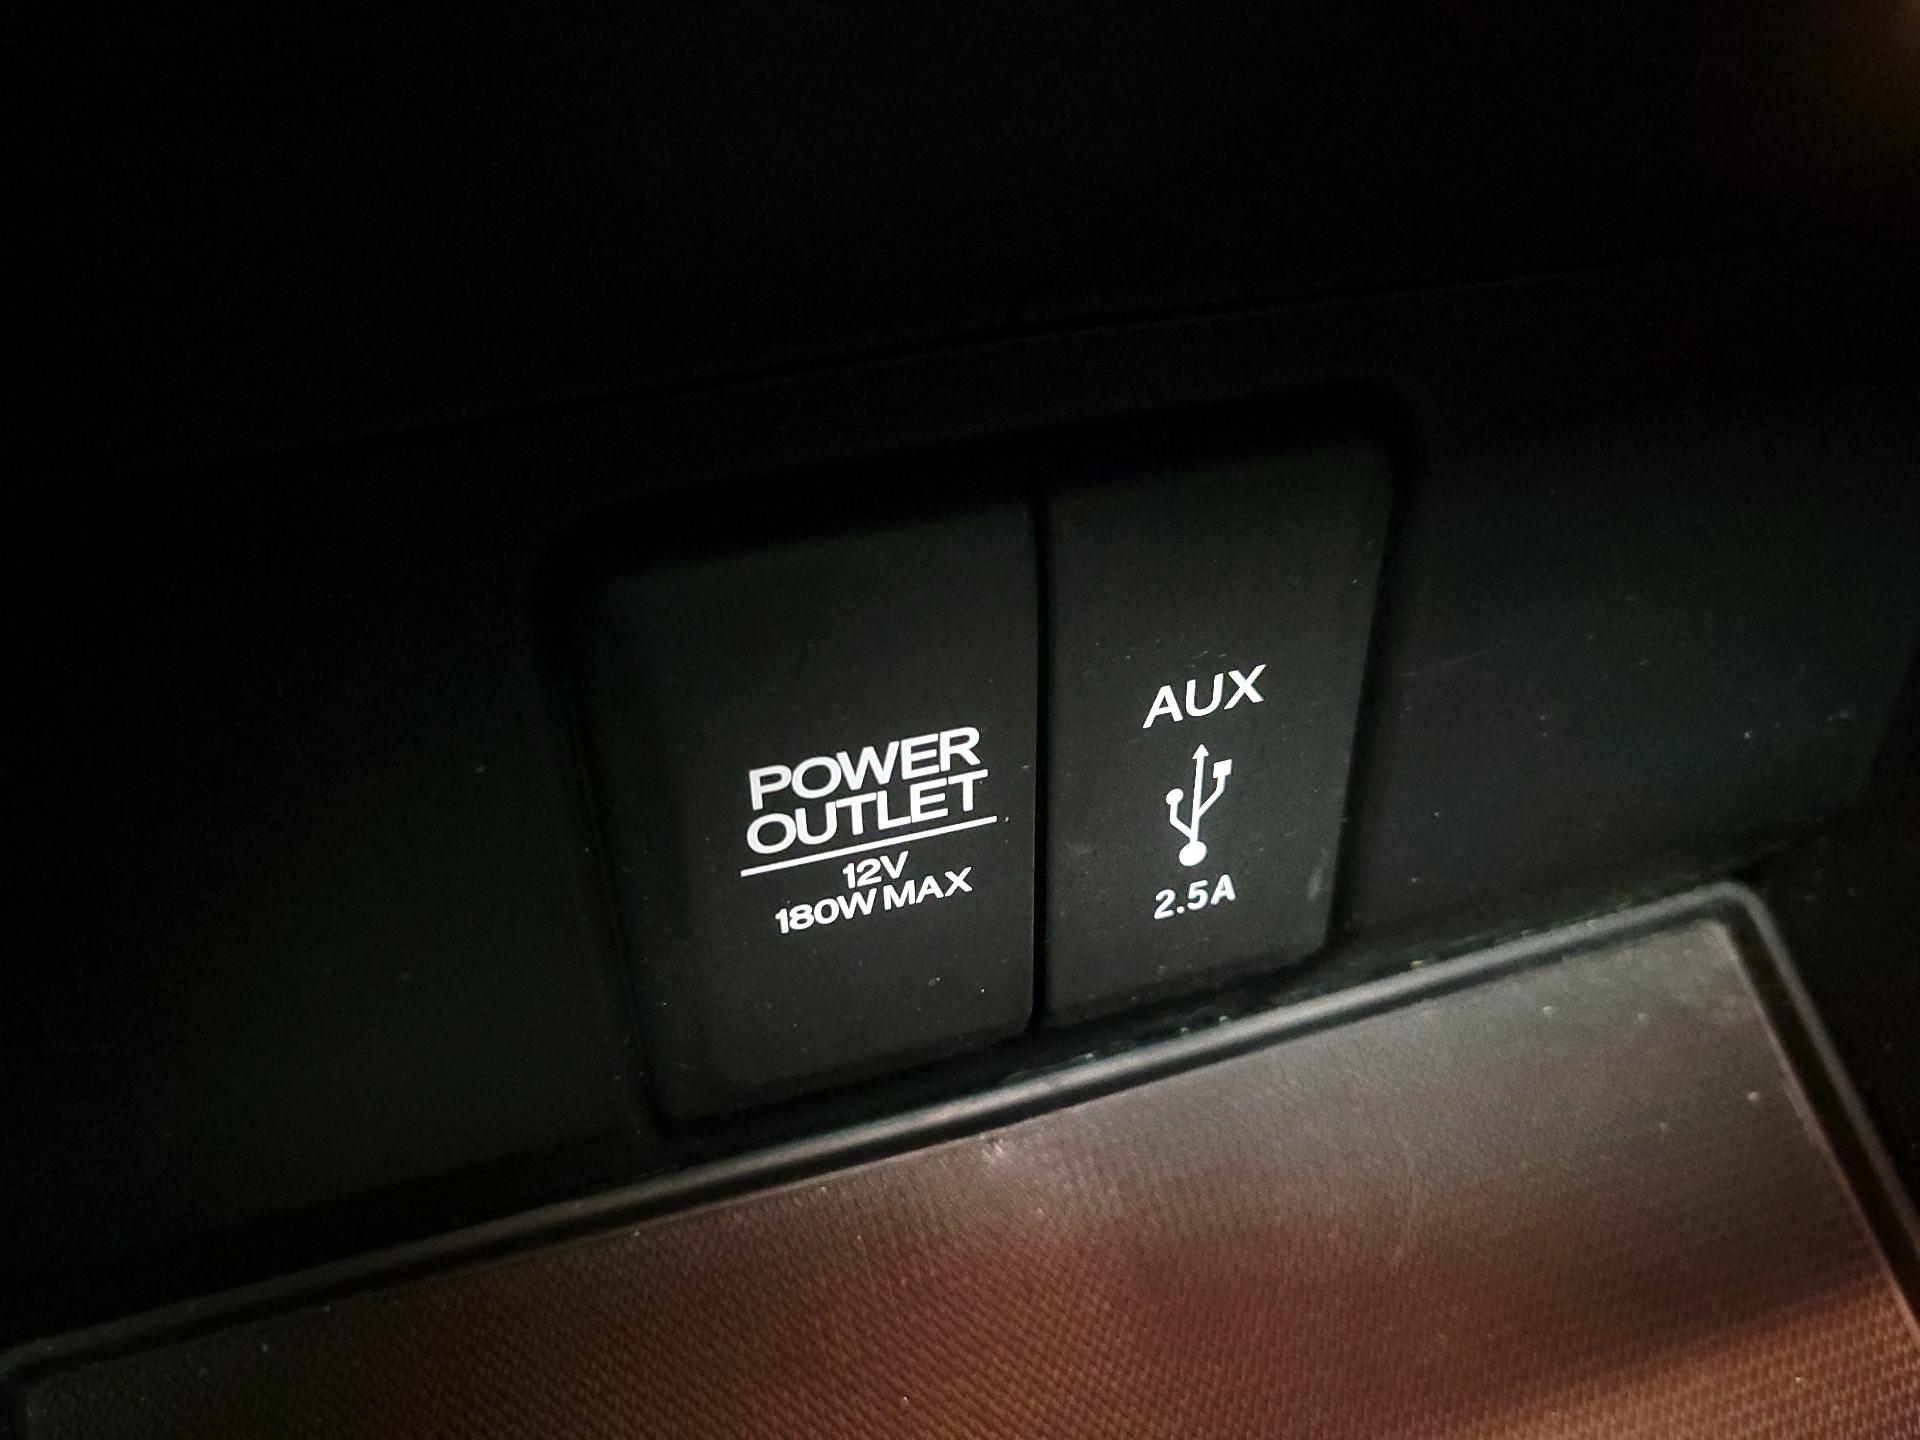 POWER
OUTLET
12V
180W MAX
AUX
2.5A